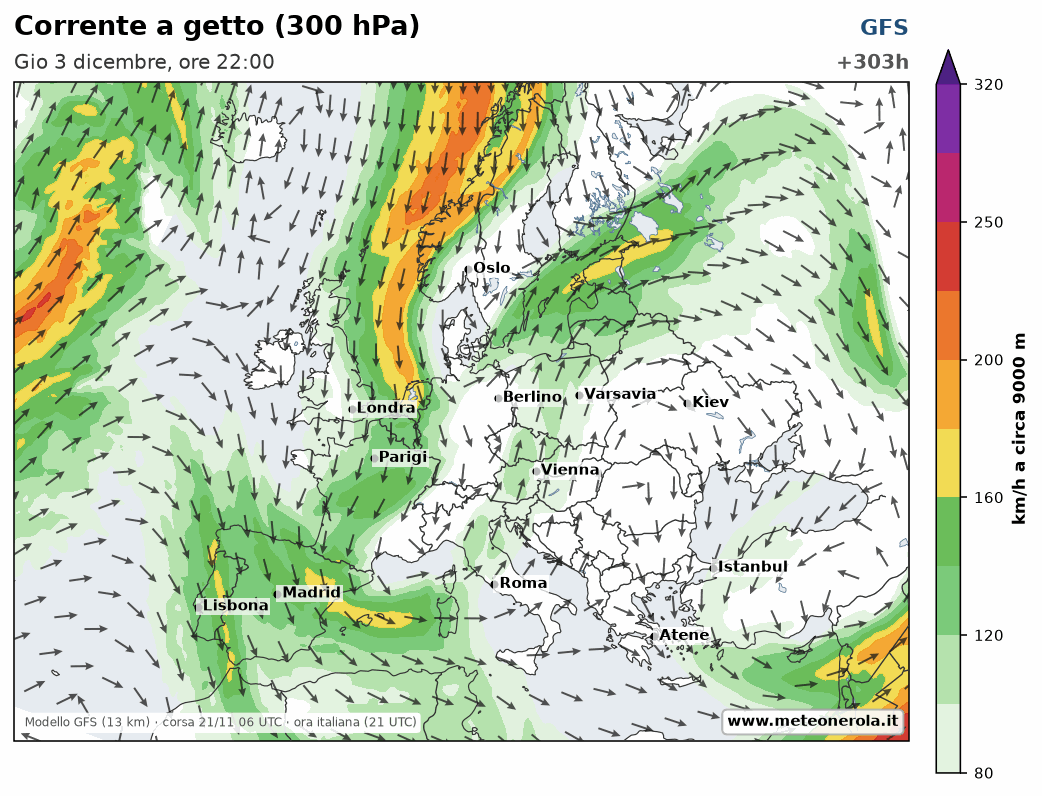 Corrente a getto (300 hPa)
GFS
Gio 3 dicembre, ore 22:00
+303h
320
250
200
160
120
80
km/h a circa 9000 m
Oslo
Londra
Berlino
Varsavia
Kiev
Parigi
Vienna
Istanbul
Roma
Madrid
Lisbona
Atene
Modello GFS (13 km) · corsa 21/11 06 UTC · ora italiana (21 UTC)
www.meteonerola.it